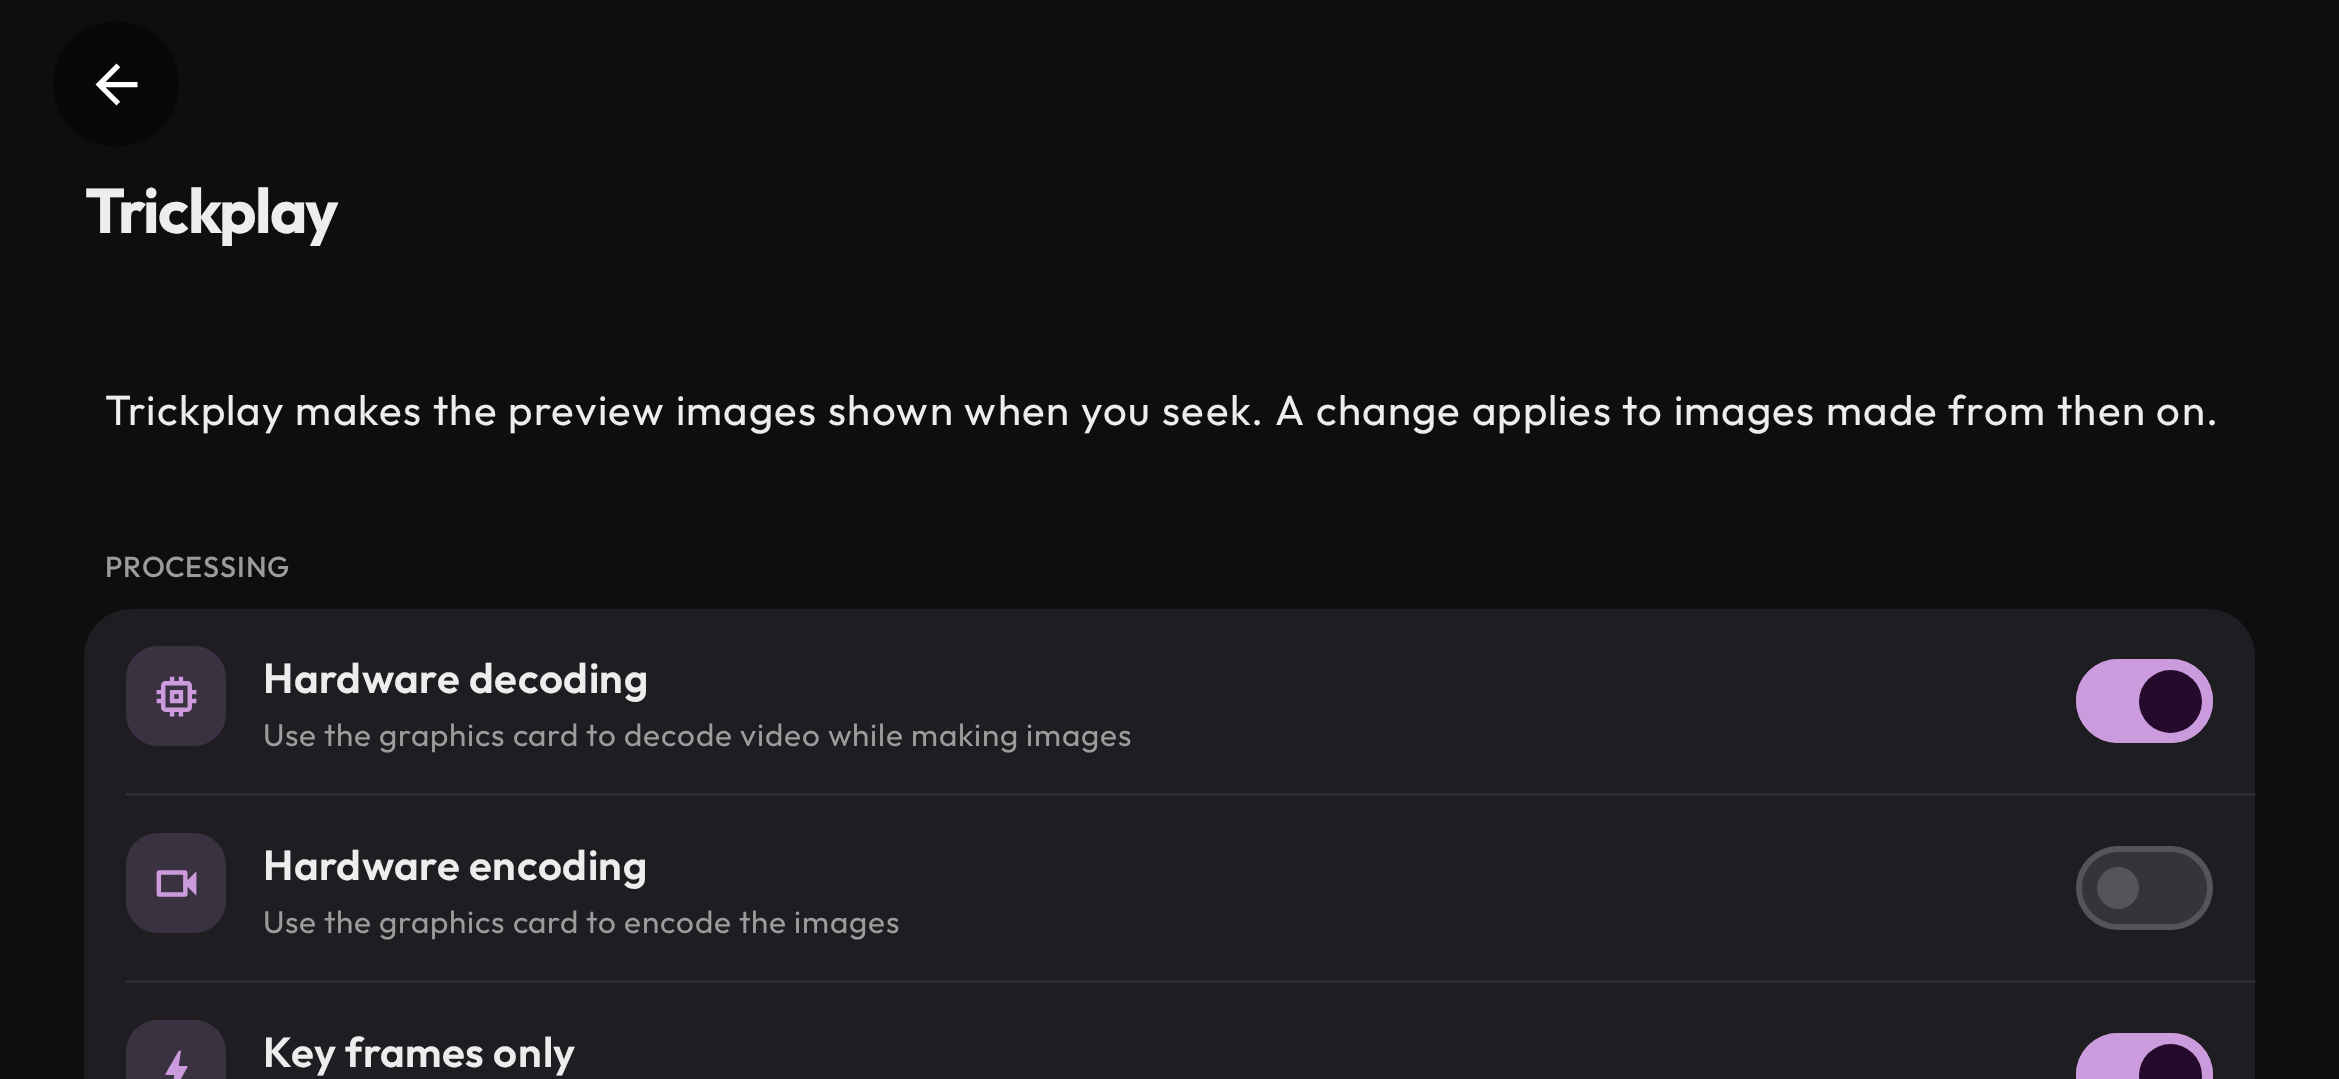 Trickplay
Trickplay makes the preview images shown when you seek. A change applies to images made from then on.
PROCESSING
Hardware decoding
Use the graphics card to decode video while making images
Hardware encoding
Use the graphics card to encode the images
Key frames only